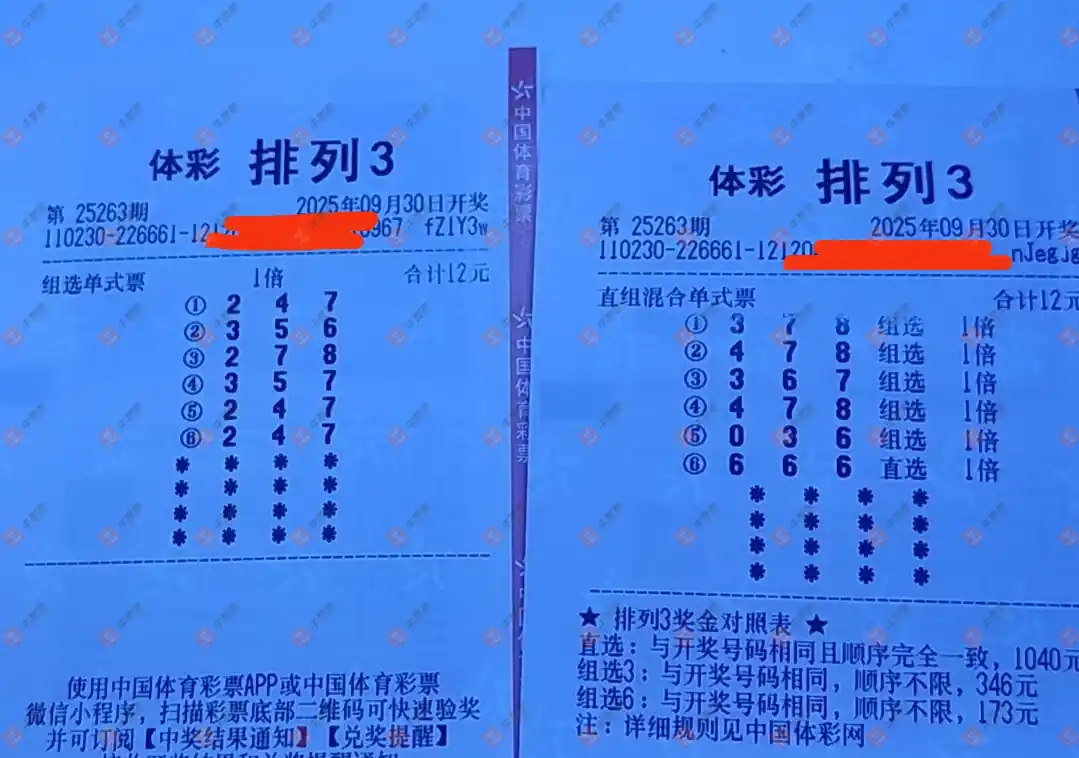 体彩 排列3
第 25263期 2025年09月30日开奖
110230-226661-1212 0967 fZ1Y3w
组选单式票 1倍 合计12元
① 2 4 7
② 3 5 6
③ 2 7 8
④ 3 5 7
⑤ 2 4 7
⑥ 2 4 7
* * * *
* * * *
* * * *
* * * *
使用中国体育彩票APP或中国体育彩票
微信小程序，扫描彩票底部二维码可快速验奖
并可订阅【中奖结果通知】【兑奖提醒】
中国体育彩票
中国体育彩票
体彩 排列3
第 25263期 2025年09月30日开奖
110230-226661-12120 nJegJg
直组混合单式票 合计12元
① 3 7 8 组选 1倍
② 4 7 8 组选 1倍
③ 3 6 7 组选 1倍
④ 4 7 8 组选 1倍
⑤ 0 3 6 组选 1倍
⑥ 6 6 6 直选 1倍
* * * *
* * * *
* * * *
* * * *
★ 排列3奖金对照表 ★
直选：与开奖号码相同且顺序完全一致，1040元
组选3：与开奖号码相同，顺序不限，346元
组选6：与开奖号码相同，顺序不限，173元
注：详细规则见中国体彩网